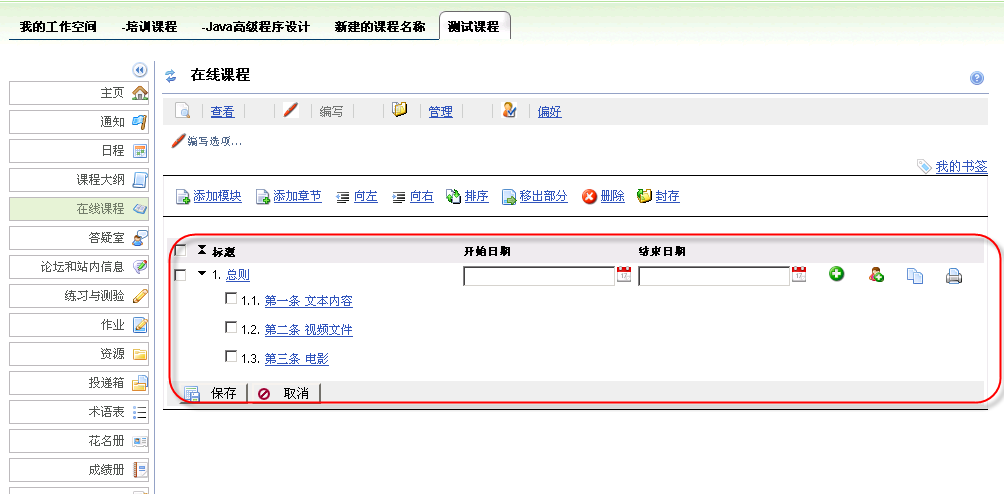 我的工作空间 -培训课程 -Java高级程序设计 新建的课程名称 测试课程
主页
通知
日程
课程大纲
在线课程
答疑室
论坛和站内信息
练习与测验
作业
资源
投递箱
术语表
花名册
成绩册
在线课程
查看 编写 管理 偏好
编写选项...
我的书签
添加模块 添加章节 向左 向右 排序 移出部分 删除 封存
标题 开始日期 结束日期
1. 总则
1.1. 第一条 文本内容
1.2. 第二条 视频文件
1.3. 第三条 电影
保存 取消